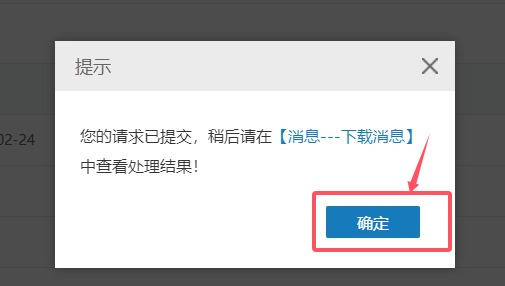 提示
02-24
您的请求已提交，稍后请在【消息---下载消息】
中查看处理结果！
确定